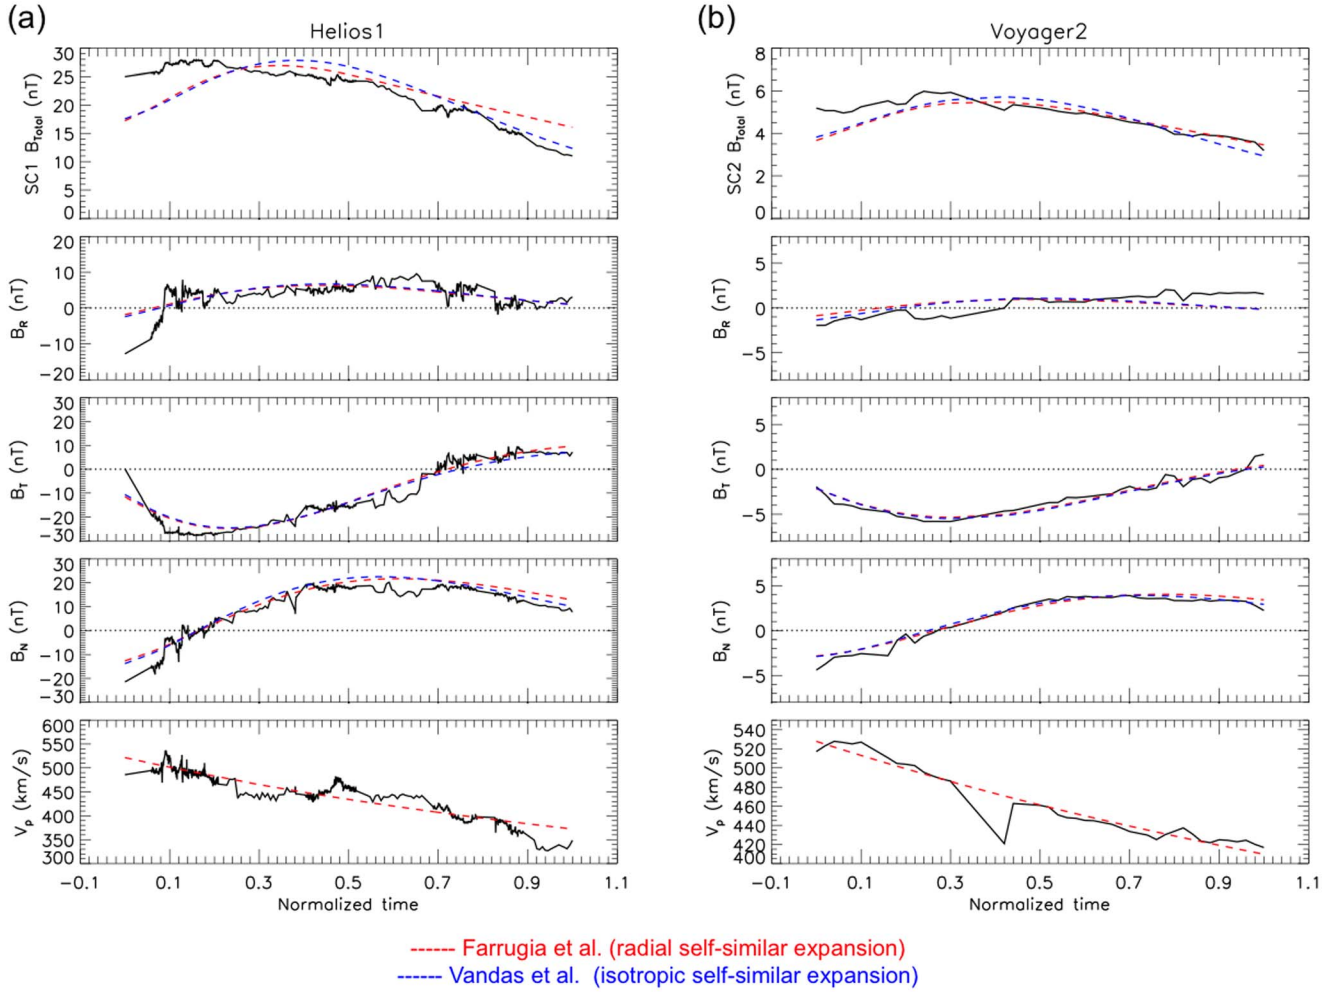 (a)
Helios1
SC1 B_Total (nT)
30
25
20
15
10
5
0
B_R (nT)
20
10
0
−10
−20
B_T (nT)
30
20
10
0
−10
−20
−30
B_N (nT)
30
20
10
0
−10
−20
−30
V_p (km/s)
600
550
500
450
400
350
300
−0.1 0.1 0.3 0.5 0.7 0.9 1.1
Normalized time
(b)
Voyager2
SC2 B_Total (nT)
8
6
4
2
0
B_R (nT)
5
0
−5
B_T (nT)
5
0
−5
B_N (nT)
5
0
−5
V_p (km/s)
540
520
500
480
460
440
420
400
−0.1 0.1 0.3 0.5 0.7 0.9 1.1
Normalized time
------ Farrugia et al. (radial self-similar expansion)
------ Vandas et al. (isotropic self-similar expansion)